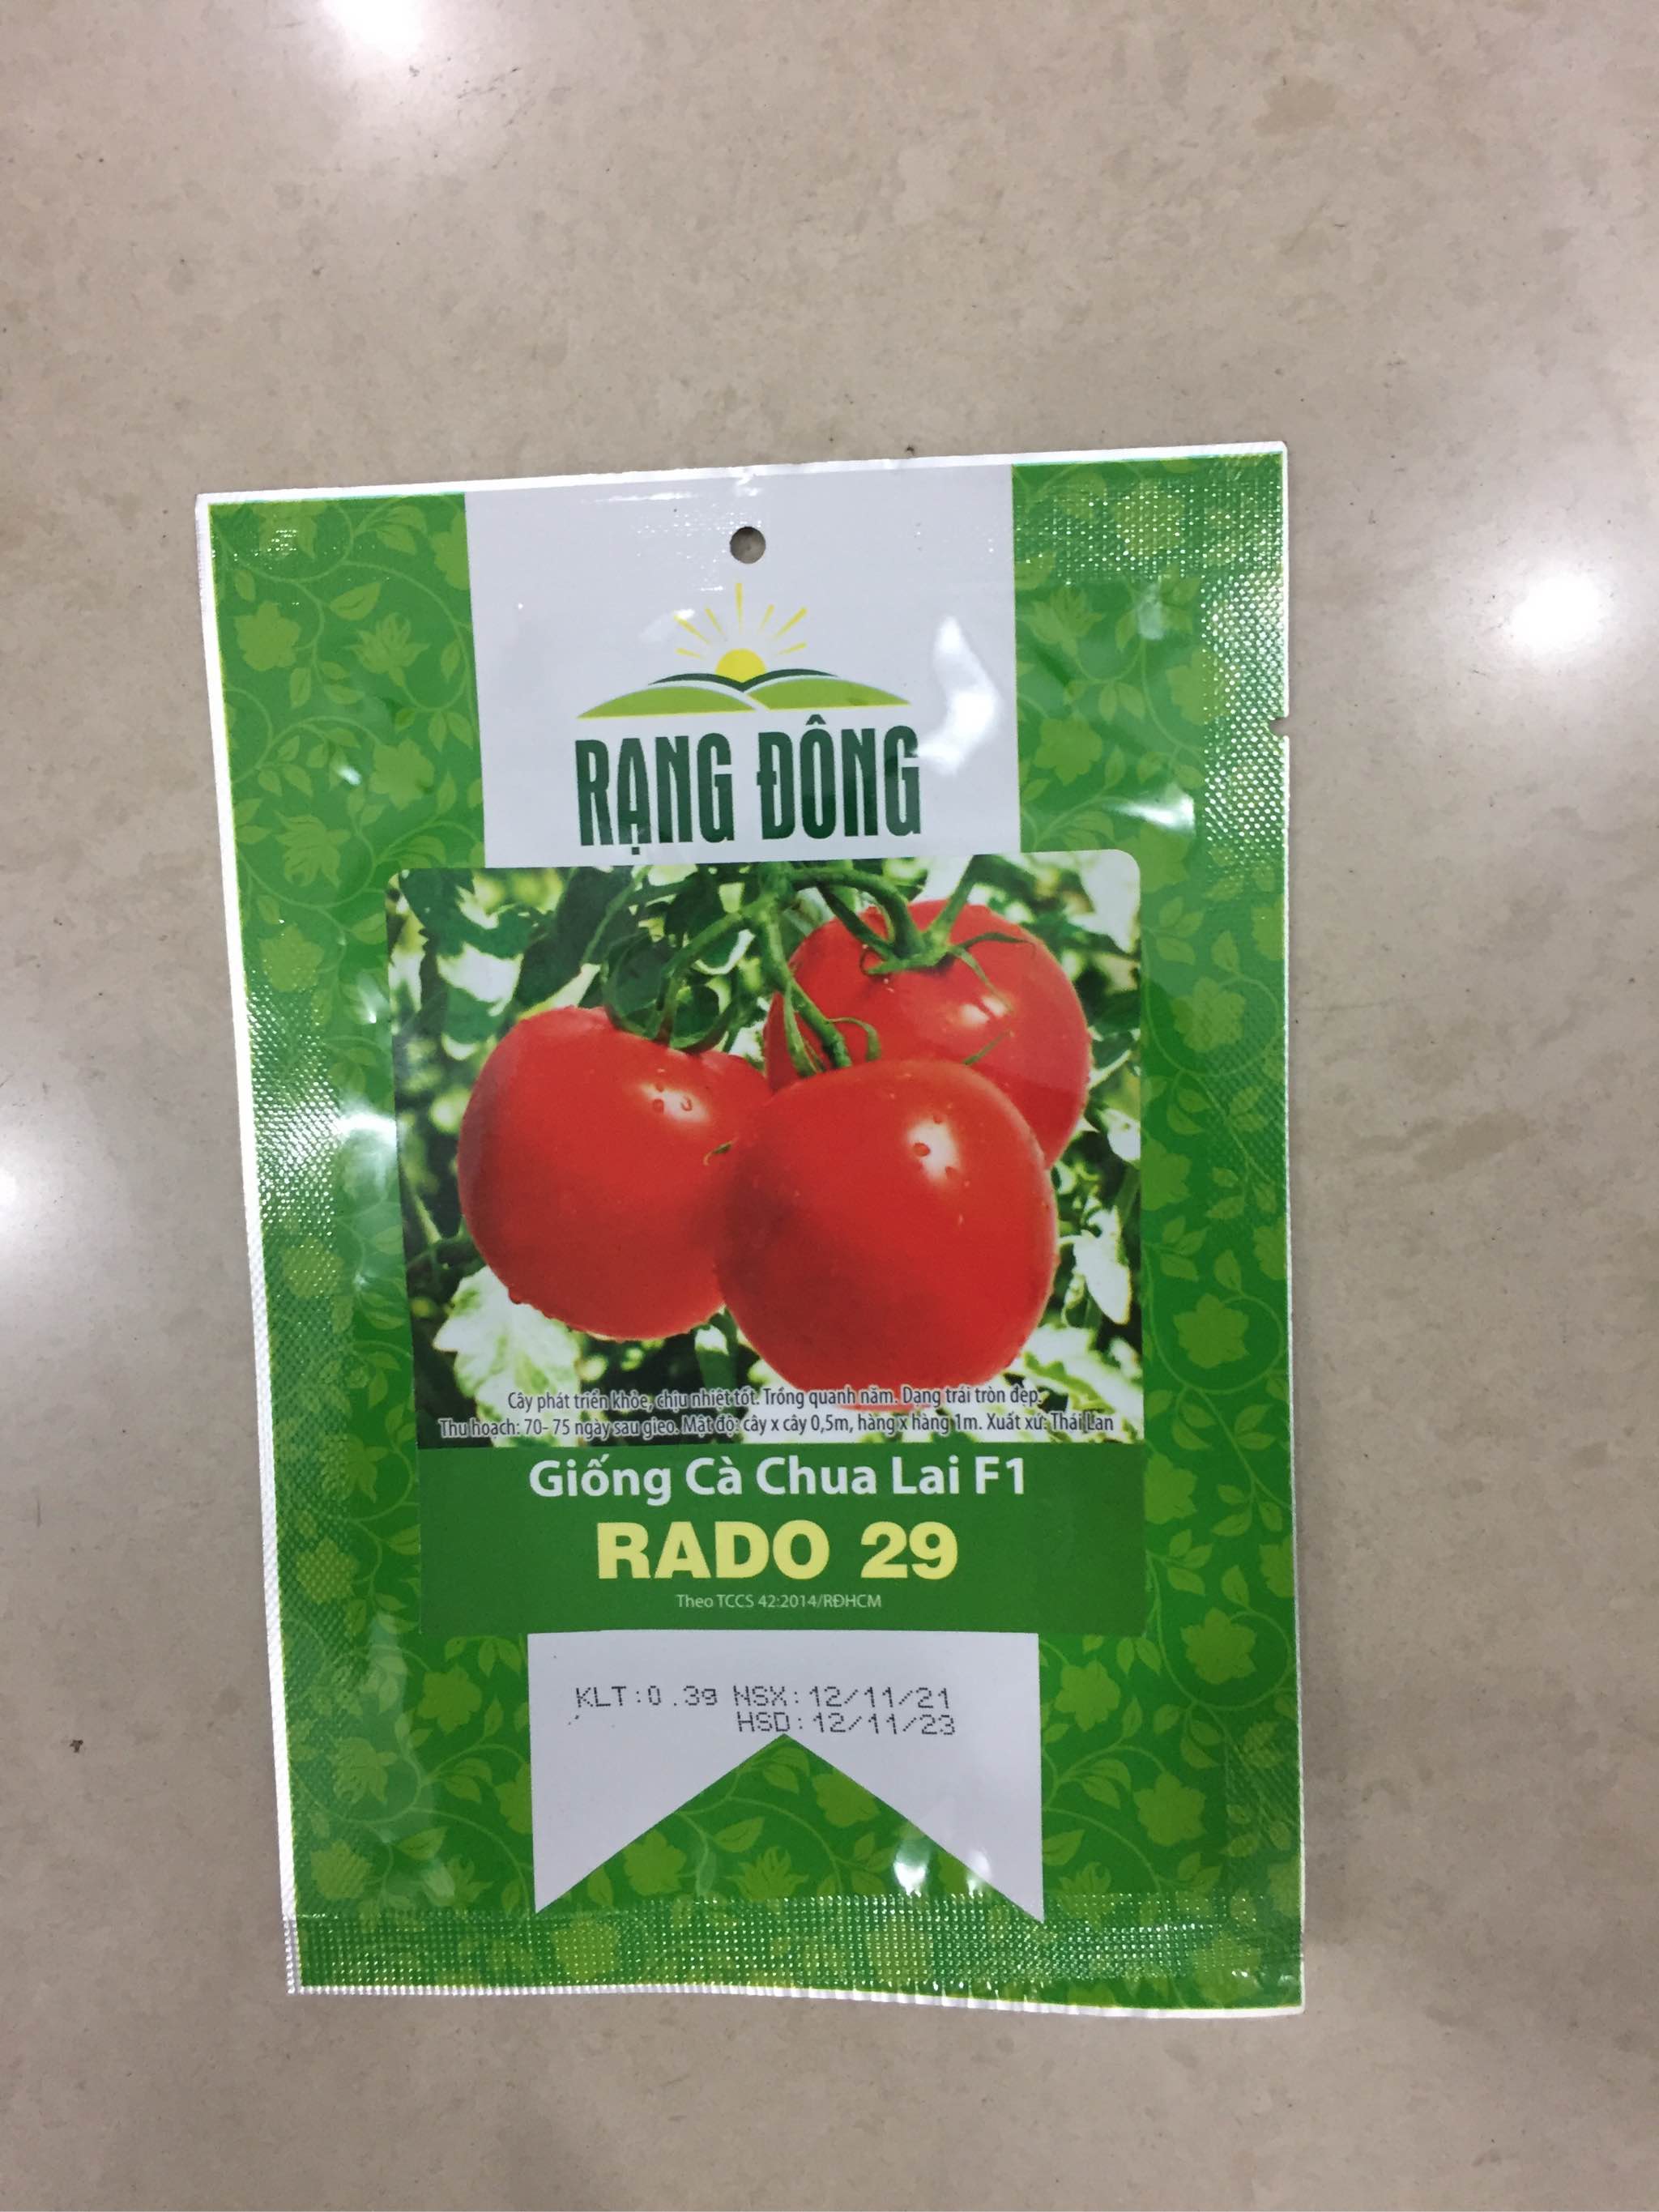 RẠNG ĐÔNG
Cây phát triển khỏe, chịu nhiệt tốt. Trồng quanh năm. Dạng trái tròn đẹp.
Thu hoạch: 70- 75 ngày sau gieo. Mật độ: cây x cây 0,5m, hàng x hàng 1m. Xuất xứ: Thái Lan
Giống Cà Chua Lai F1
RADO 29
Theo TCCS 42:2014/RĐHCM
KLT:0.3g NSX:12/11/21
HSD:12/11/23